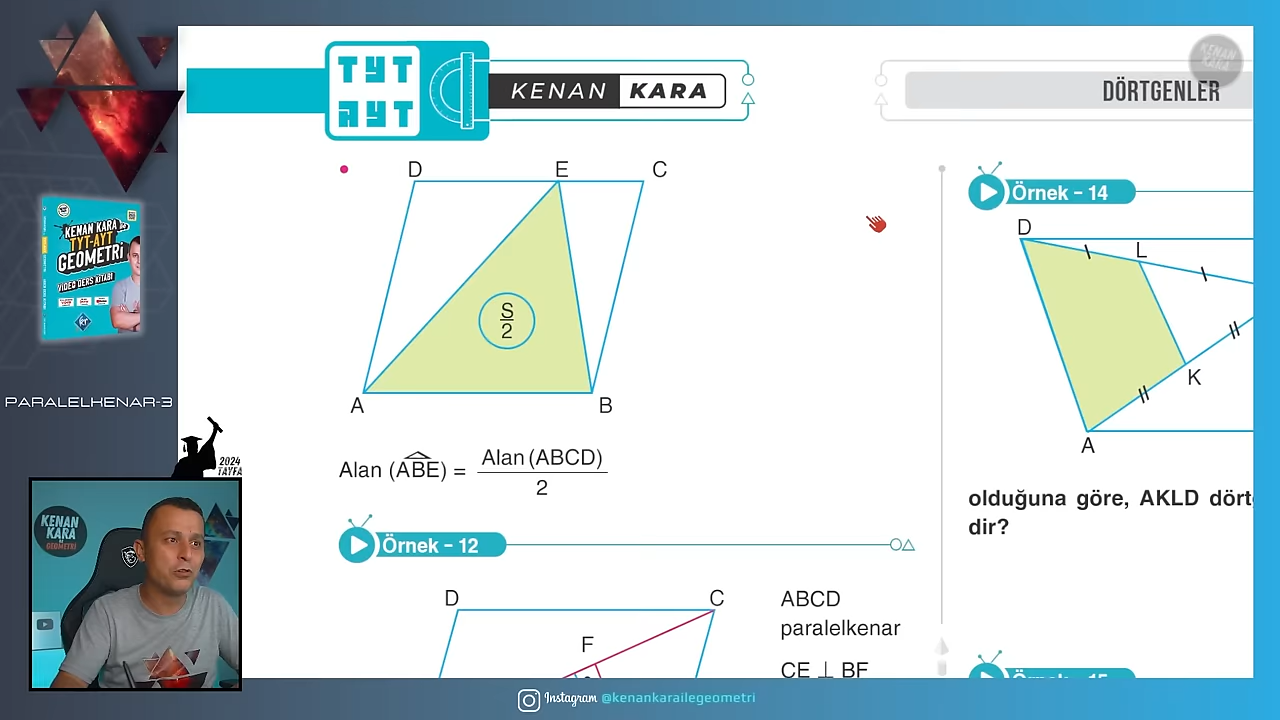 TYT
AYT
KENAN KARA
DÖRTGENLER
KENAN
KARA
D E C
S
2
A B
Alan (ABE) = Alan (ABCD)
2
Örnek - 12
D C
F
ABCD
paralelkenar
CE ⊥ BF
Örnek - 14
D
L
K
A
olduğuna göre, AKLD dört
dir?
KENAN KARA
TYT-AYT
GEOMETRİ
VİDEO DERS KİTABI
PARALELKENAR-3
2024
TAYFA
KENAN
KARA
GEOMETRİ
Instagram @kenankarailegeometri